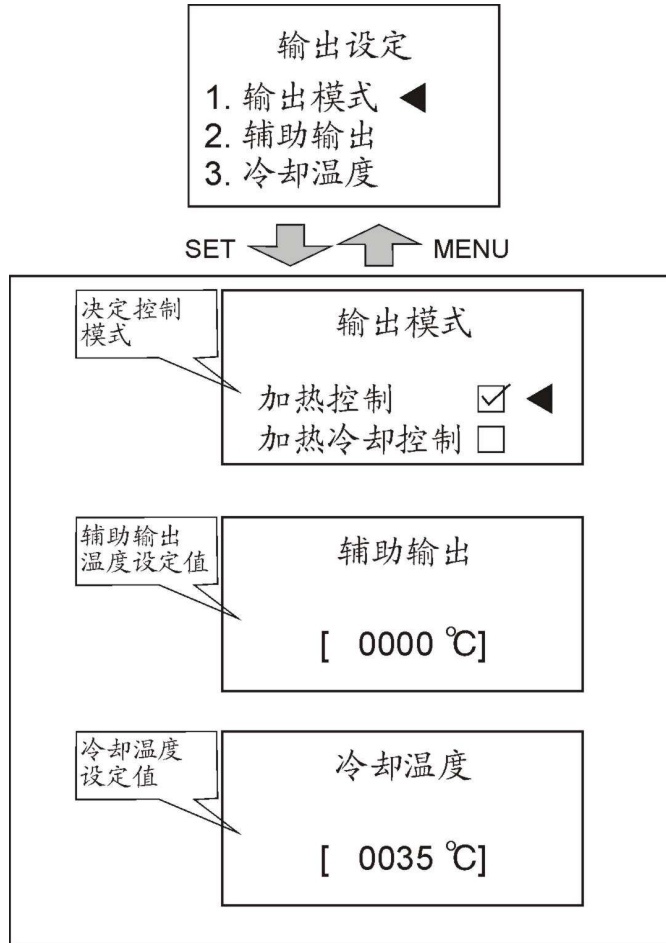 输出设定
1. 输出模式
2. 辅助输出
3. 冷却温度
SET
MENU
决定控制
模式
输出模式
加热控制
加热冷却控制
辅助输出
温度设定值
辅助输出
[ 0000 ℃]
冷却温度
设定值
冷却温度
[ 0035 ℃]